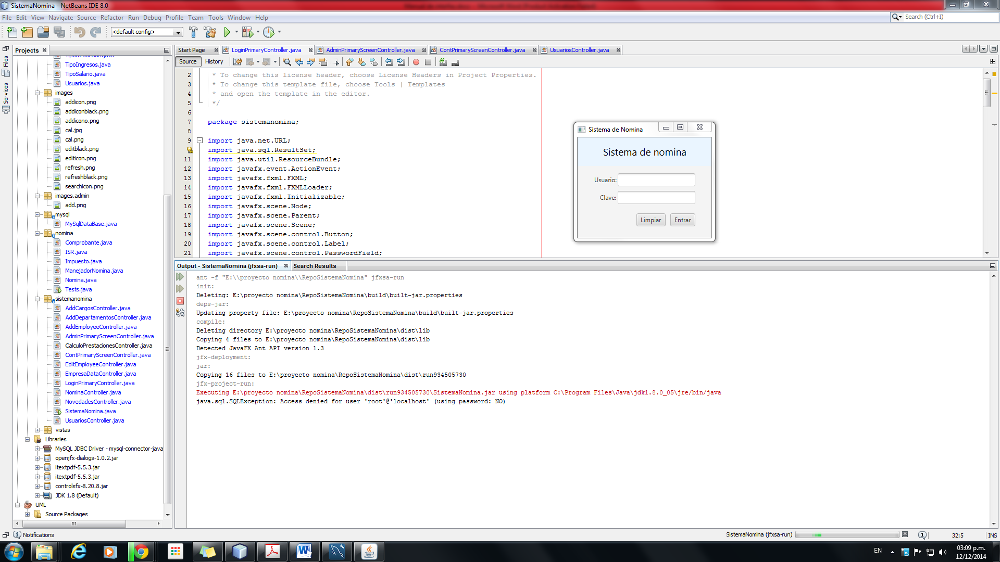 SistemaNomina - NetBeans IDE 8.0
File Edit View Navigate Source Refactor Run Debug Profile Team Tools Window Help
Search (Ctrl+I)
<default config>
Files
Services
Projects
TipoDeduccion.java
TipoIngresos.java
TipoSalario.java
Usuarios.java
images
addicon.png
addiconblack.png
addicono.png
cal.jpg
cal.png
editblack.png
editicon.png
refresh.png
refreshblack.png
searchicon.png
images.admin
add.png
mysql
MySqlDataBase.java
nomina
Comprobante.java
ISR.java
Impuesto.java
ManejadorNomina.java
Nomina.java
Tests.java
sistemanomina
AddCargosController.java
AddDepartamentosController.java
AddEmployeeController.java
AdminPrimaryScreenController.java
CalculoPrestacionesController.java
ContPrimaryScreenController.java
EditEmployeeController.java
EmpresaDataController.java
LoginPrimaryController.java
NominaController.java
NovedadesController.java
SistemaNomina.java
UsuariosController.java
vistas
Libraries
MySQL JDBC Driver - mysql-connector-java
openjfx-dialogs-1.0.2.jar
itextpdf-5.5.3.jar
itextpdf-5.5.3.jar
controlsfx-8.20.8.jar
JDK 1.8 (Default)
UML
Source Packages
Start Page LoginPrimaryController.java AdminPrimaryScreenController.java ContPrimaryScreenController.java UsuariosController.java
Source History
2 * To change this license header, choose License Headers in Project Properties.
3 * To change this template file, choose Tools | Templates
4 * and open the template in the editor.
5 */
6
7 package sistemanomina;
8
9 import java.net.URL;
import java.sql.ResultSet;
11 import java.util.ResourceBundle;
12 import javafx.event.ActionEvent;
13 import javafx.fxml.FXML;
14 import javafx.fxml.FXMLLoader;
15 import javafx.fxml.Initializable;
16 import javafx.scene.Node;
17 import javafx.scene.Parent;
18 import javafx.scene.Scene;
19 import javafx.scene.control.Button;
20 import javafx.scene.control.Label;
21 import javafx.scene.control.PasswordField;
Sistema de Nomina
Sistema de nomina
Usuario:
Clave:
Limpiar Entrar
Output - SistemaNomina (jfxsa-run) Search Results
ant -f "E:\\proyecto nomina\\RepoSistemaNomina" jfxsa-run
init:
Deleting: E:\proyecto nomina\RepoSistemaNomina\build\built-jar.properties
deps-jar:
Updating property file: E:\proyecto nomina\RepoSistemaNomina\build\built-jar.properties
compile:
Deleting directory E:\proyecto nomina\RepoSistemaNomina\dist\lib
Copying 4 files to E:\proyecto nomina\RepoSistemaNomina\dist\lib
Detected JavaFX Ant API version 1.3
jfx-deployment:
jar:
Copying 16 files to E:\proyecto nomina\RepoSistemaNomina\dist\run934505730
jfx-project-run:
Executing E:\proyecto nomina\RepoSistemaNomina\dist\run934505730\SistemaNomina.jar using platform C:\Program Files\Java\jdk1.8.0_05\jre/bin/java
java.sql.SQLException: Access denied for user 'root'@'localhost' (using password: NO)
Notifications
SistemaNomina (jfxsa-run)
1
32:5 INS
EN
03:09 p.m.
12/12/2014